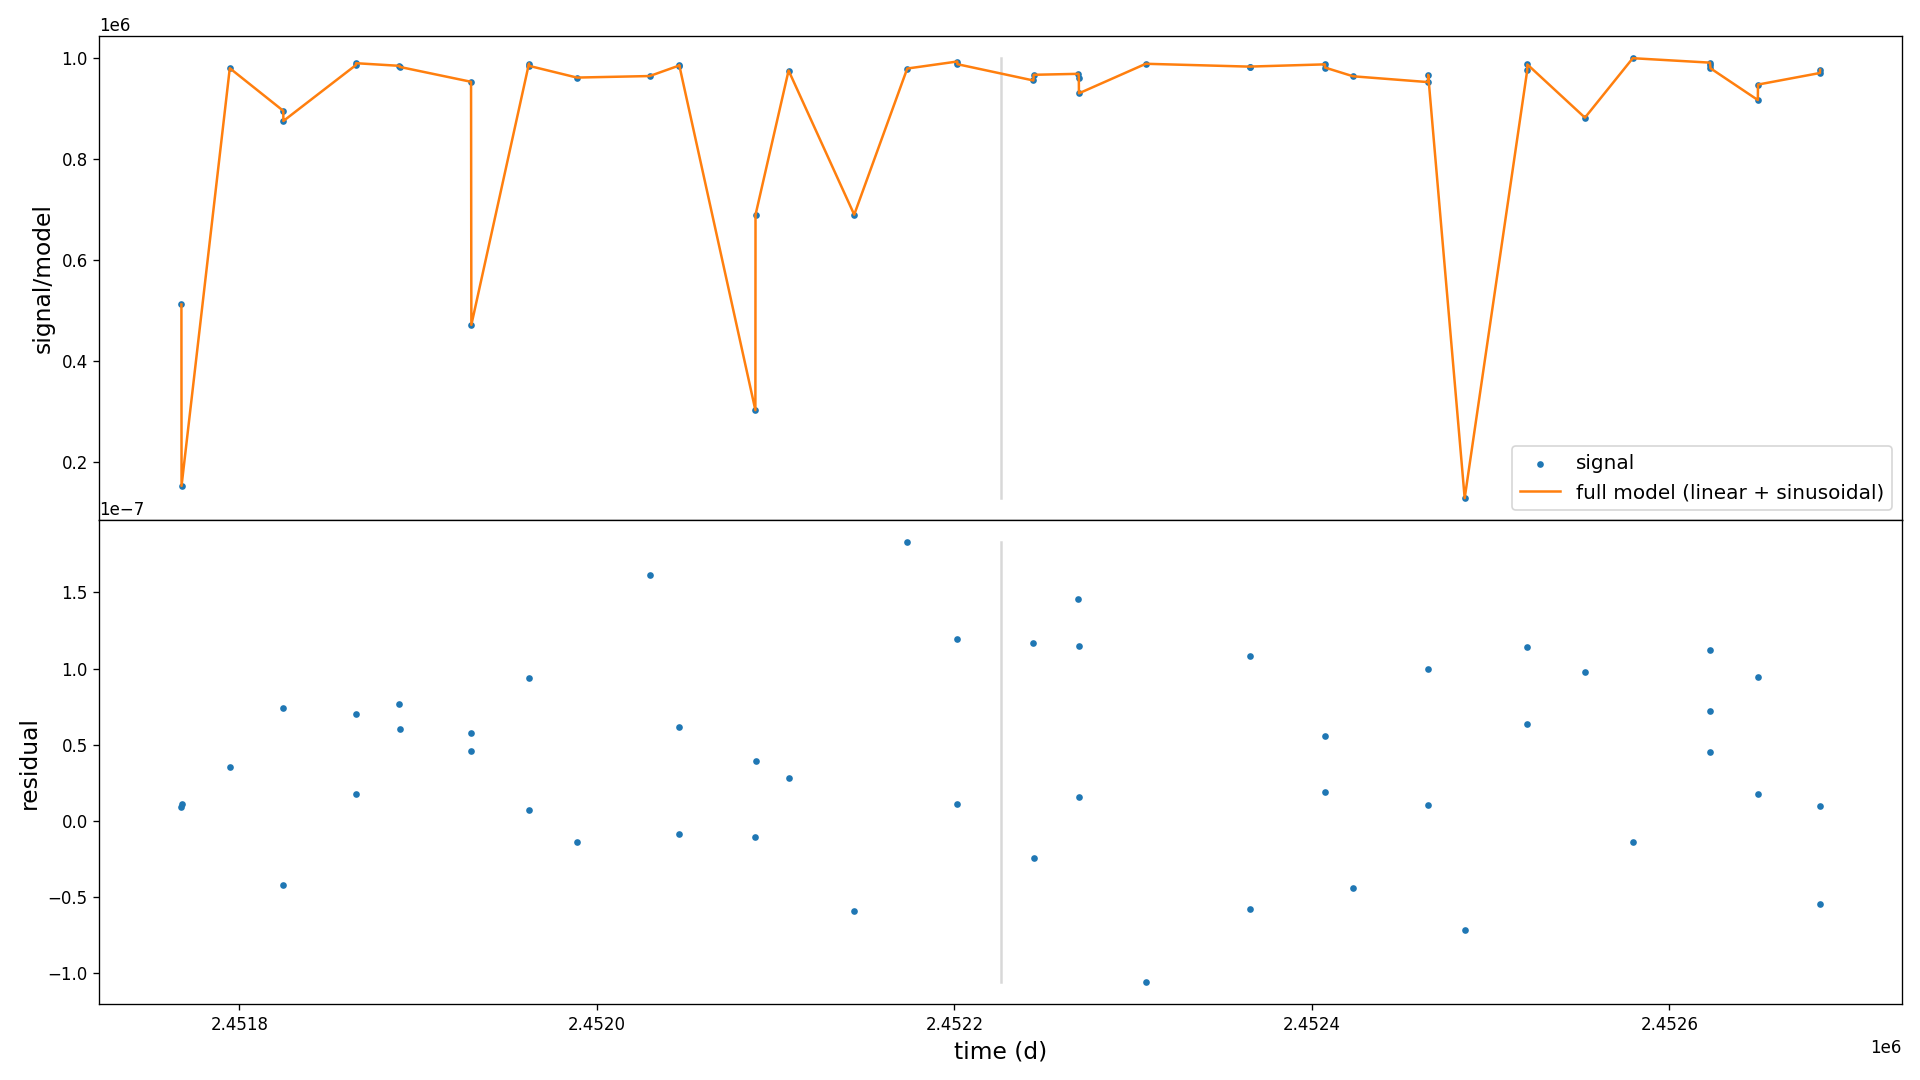 1e6
1.0
0.8
0.6
0.4
0.2
signal/model
signal
full model (linear + sinusoidal)
1e−7
1.5
1.0
0.5
0.0
−0.5
−1.0
residual
2.4518
2.4520
2.4522
2.4524
2.4526
1e6
time (d)